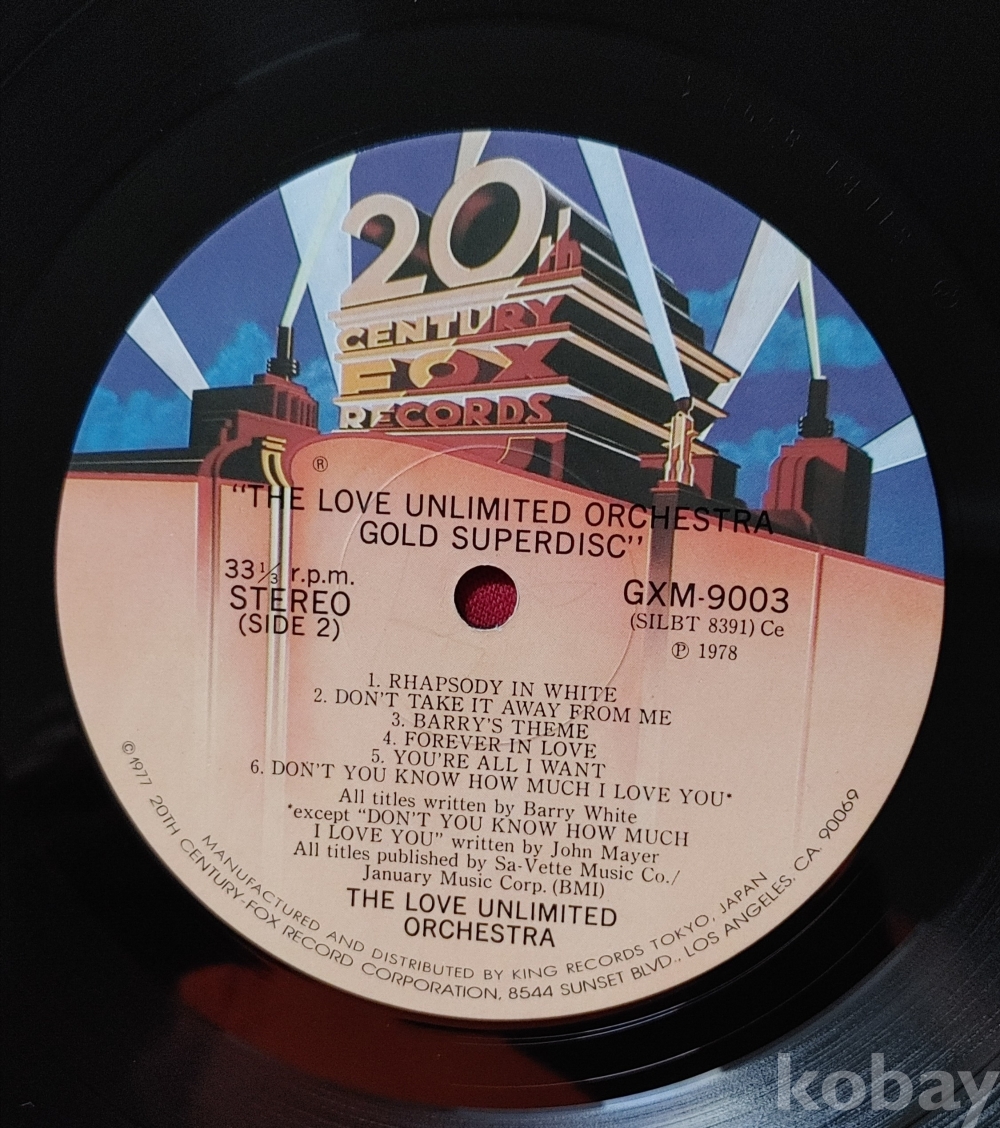 20th
CENTURY
FOX
RECORDS
®
"THE LOVE UNLIMITED ORCHESTRA
GOLD SUPERDISC"
33⅓ r.p.m.
STEREO
(SIDE 2)
GXM-9003
(SILBT 8391) Ce
℗ 1978
1. RHAPSODY IN WHITE
2. DON'T TAKE IT AWAY FROM ME
3. BARRY'S THEME
4. FOREVER IN LOVE
5. YOU'RE ALL I WANT
6. DON'T YOU KNOW HOW MUCH I LOVE YOU*
All titles written by Barry White
*except "DON'T YOU KNOW HOW MUCH
I LOVE YOU" written by John Mayer
All titles published by Sa-Vette Music Co./
January Music Corp. (BMI)
THE LOVE UNLIMITED
ORCHESTRA
MANUFACTURED AND DISTRIBUTED BY KING RECORDS TOKYO, JAPAN
© 1977 20TH CENTURY-FOX RECORD CORPORATION, 8544 SUNSET BLVD., LOS ANGELES, CA. 90069
kobay